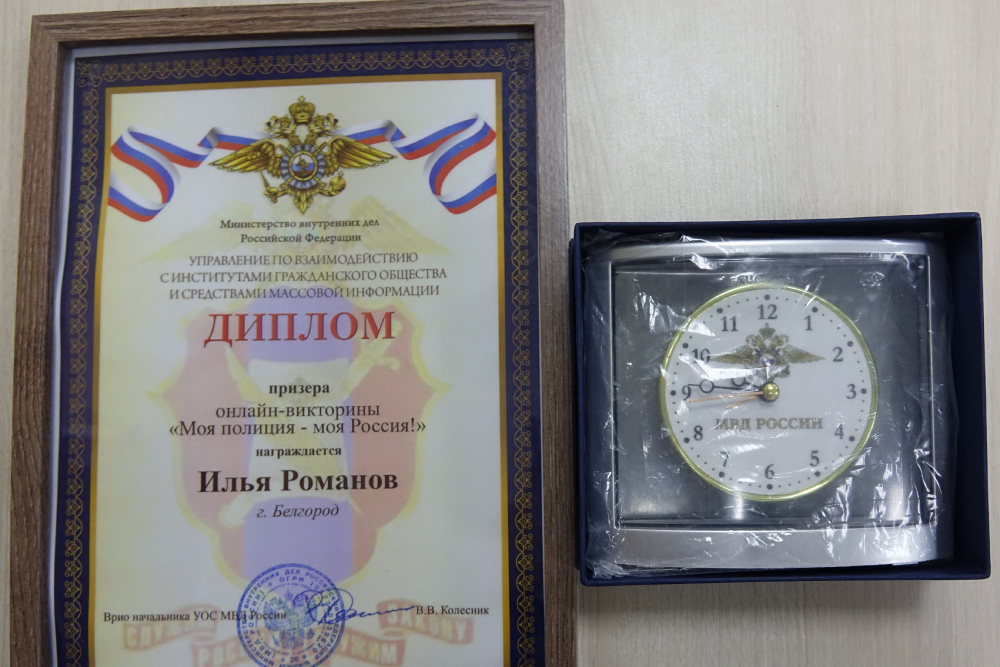 Министерство внутренних дел
Российской Федерации
УПРАВЛЕНИЕ ПО ВЗАИМОДЕЙСТВИЮ
С ИНСТИТУТАМИ ГРАЖДАНСКОГО ОБЩЕСТВА
И СРЕДСТВАМИ МАССОВОЙ ИНФОРМАЦИИ
ДИПЛОМ
призера
онлайн-викторины
«Моя полиция - моя Россия!»
награждается
Илья Романов
г. Белгород
Врио начальника УОС МВД России
В.В. Колесник
12
11 1
10 2
9 3
МВД РОССИИ
8 4
7 5
6